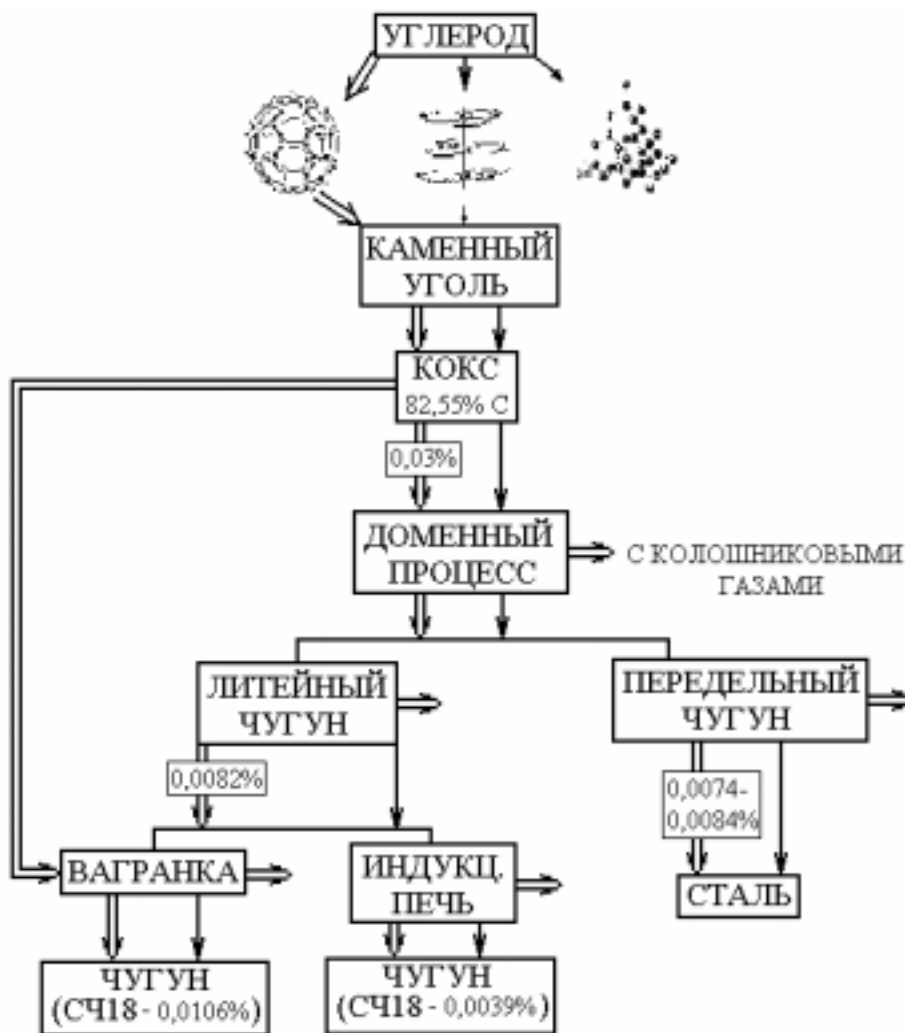 УГЛЕРОД
КАМЕННЫЙ
УГОЛЬ
КОКС
82,55% С
0,03%
ДОМЕННЫЙ
ПРОЦЕСС
С КОЛОШНИКОВЫМИ
ГАЗАМИ
ЛИТЕЙНЫЙ
ЧУГУН
ПЕРЕДЕЛЬНЫЙ
ЧУГУН
0,0082%
0,0074-
0,0084%
ВАГРАНКА
ИНДУКЦ.
ПЕЧЬ
СТАЛЬ
ЧУГУН
(СЧ18 - 0,0106%)
ЧУГУН
(СЧ18 - 0,0039%)